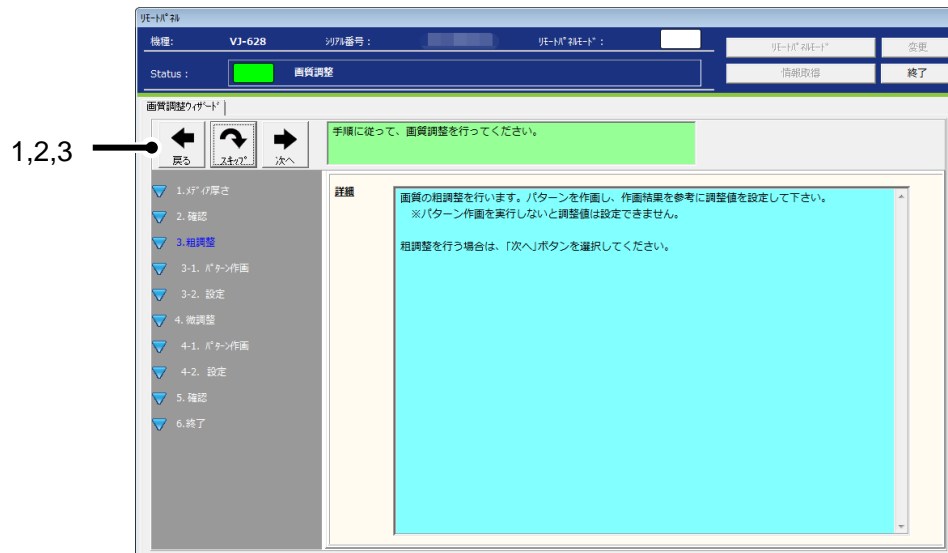 ﾘﾓｰﾄﾊﾟﾈﾙ
機種: VJ-628 ｼﾘｱﾙ番号： ﾘﾓｰﾄﾊﾟﾈﾙﾓｰﾄﾞ：
ﾘﾓｰﾄﾊﾟﾈﾙﾓｰﾄﾞ 変更
Status : 画質調整
情報取得 終了
画質調整ｳｨｻﾞｰﾄﾞ
1,2,3
戻る スキップ 次へ
手順に従って、画質調整を行ってください。
1.ﾒﾃﾞｨｱ厚さ
2.確認
3.粗調整
3-1. ﾊﾟﾀｰﾝ作画
3-2. 設定
4.微調整
4-1. ﾊﾟﾀｰﾝ作画
4-2. 設定
5.確認
6.終了
詳細
画質の粗調整を行います。パターンを作画し、作画結果を参考に調整値を設定して下さい。
※パターン作画を実行しないと調整値は設定できません。
粗調整を行う場合は、「次へ」ボタンを選択してください。